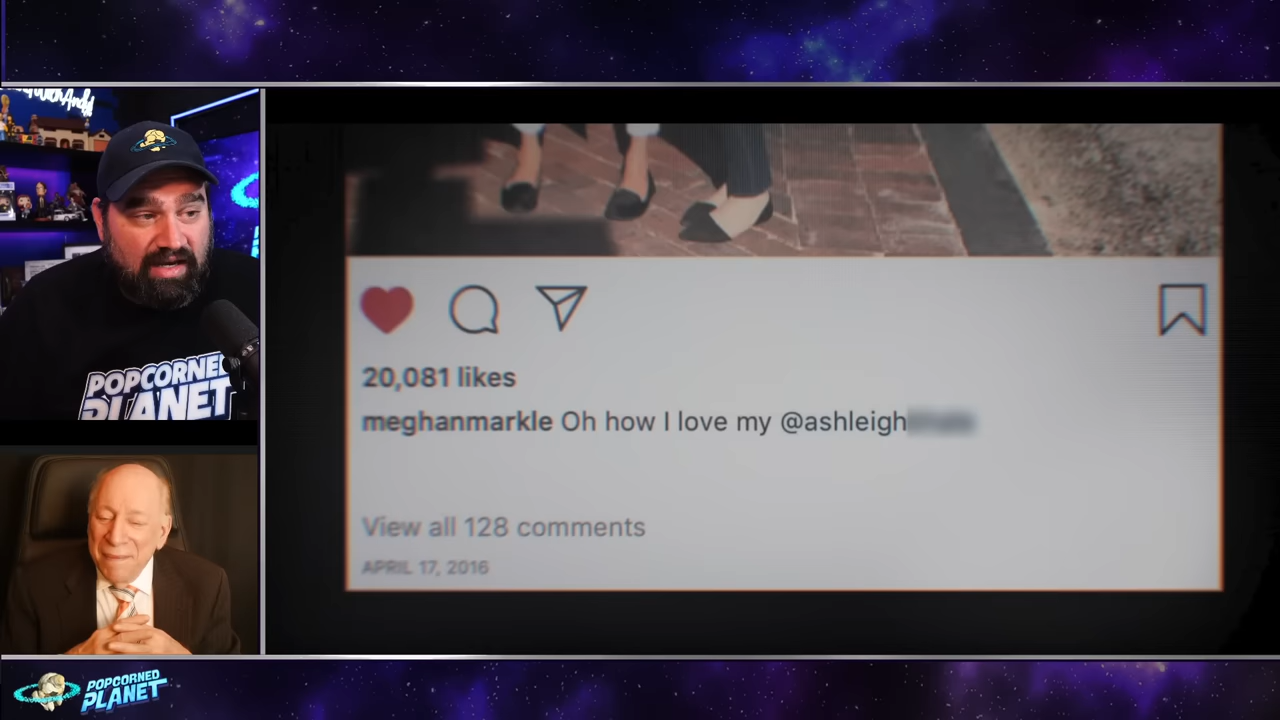 POPCORNED
PLANET
20,081 likes
meghanmarkle Oh how I love my @ashleigh
View all 128 comments
APRIL 17, 2016
POPCORNED
PLANET